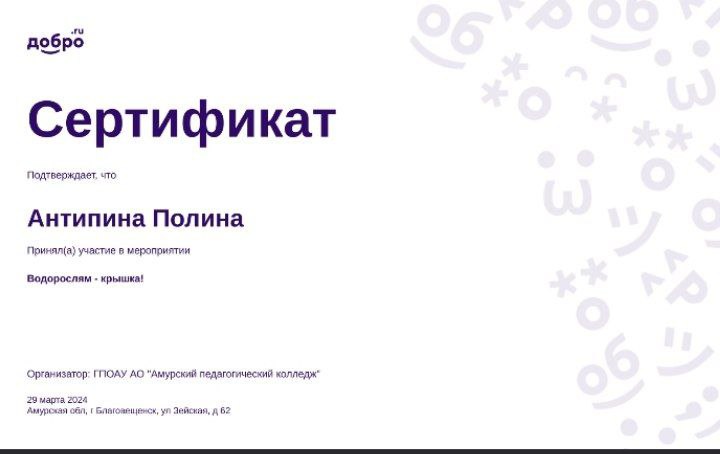 добро.ru
Сертификат
Подтверждает, что
Антипина Полина
Принял(а) участие в мероприятии
Водорослям - крышка!
Организатор: ГПОАУ АО "Амурский педагогический колледж"
29 марта 2024
Амурская обл, г Благовещенск, ул Зейская, д 62